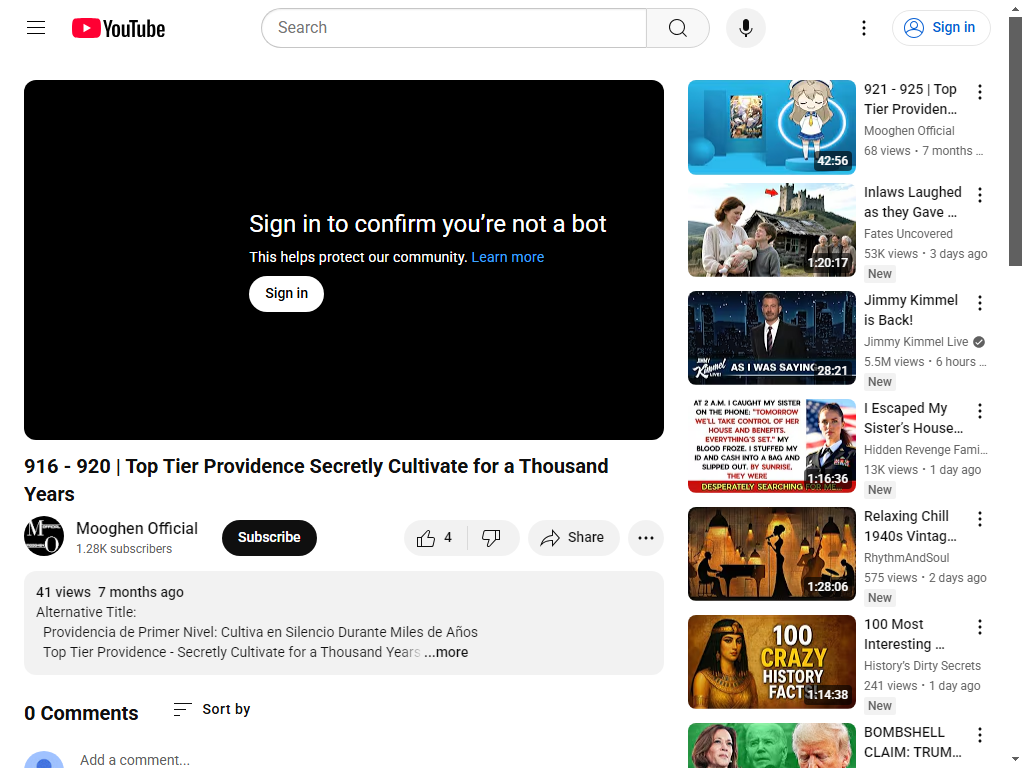 YouTube
Search
Sign in
Sign in to confirm you’re not a bot
This helps protect our community. Learn more
Sign in
916 - 920 | Top Tier Providence Secretly Cultivate for a Thousand
Years
Mooghen Official
1.28K subscribers
Subscribe
4
Share
41 views 7 months ago
Alternative Title:
Providencia de Primer Nivel: Cultiva en Silencio Durante Miles de Años
Top Tier Providence - Secretly Cultivate for a Thousand Years ...more
0 Comments
Sort by
Add a comment...
42:56
921 - 925 | Top
Tier Providen...
Mooghen Official
68 views • 7 months ...
1:20:17
Inlaws Laughed
as they Gave ...
Fates Uncovered
53K views • 3 days ago
New
JIMMY
Kimmel
LIVE!
AS I WAS SAYING
28:21
Jimmy Kimmel
is Back!
Jimmy Kimmel Live
5.5M views • 6 hours ...
New
AT 2 A.M. I CAUGHT MY SISTER
ON THE PHONE: "TOMORROW
WE'LL TAKE CONTROL OF HER
HOUSE AND BENEFITS.
EVERYTHING'S SET." MY
BLOOD FROZE. I STUFFED MY
ID AND CASH INTO A BAG AND
SLIPPED OUT. BY SUNRISE,
THEY WERE
DESPERATELY SEARCHING FOR ME...
1:16:36
I Escaped My
Sister’s House...
Hidden Revenge Fami...
13K views • 1 day ago
New
1:28:06
Relaxing Chill
1940s Vintag...
RhythmAndSoul
575 views • 2 days ago
New
100
CRAZY
HISTORY
FACTS!
1:14:38
100 Most
Interesting ...
History’s Dirty Secrets
241 views • 1 day ago
New
BOMBSHELL
CLAIM: TRUM...